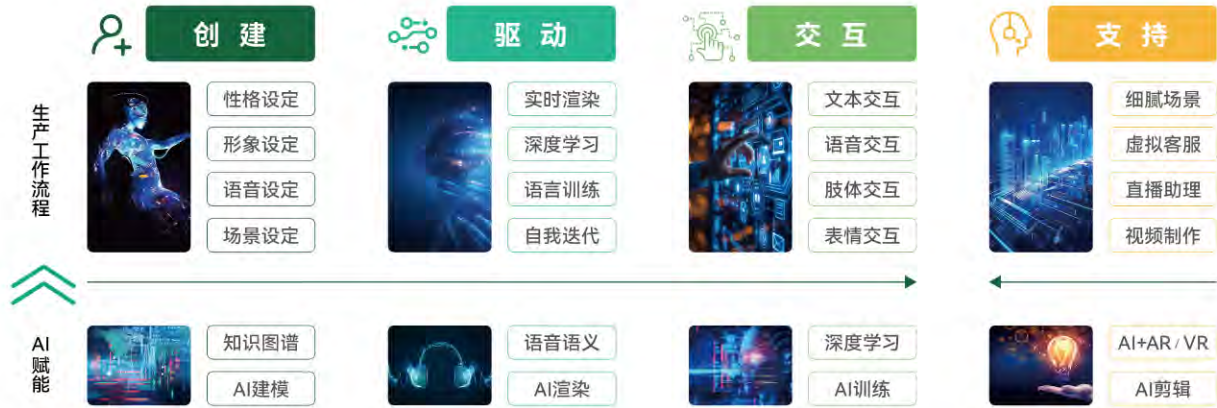 创建
驱动
交互
支持
生产工作流程
性格设定
形象设定
语音设定
场景设定
实时渲染
深度学习
语言训练
自我迭代
文本交互
语音交互
肢体交互
表情交互
细腻场景
虚拟客服
直播助理
视频制作
AI赋能
知识图谱
AI建模
语音语义
AI渲染
深度学习
AI训练
AI+AR / VR
AI剪辑